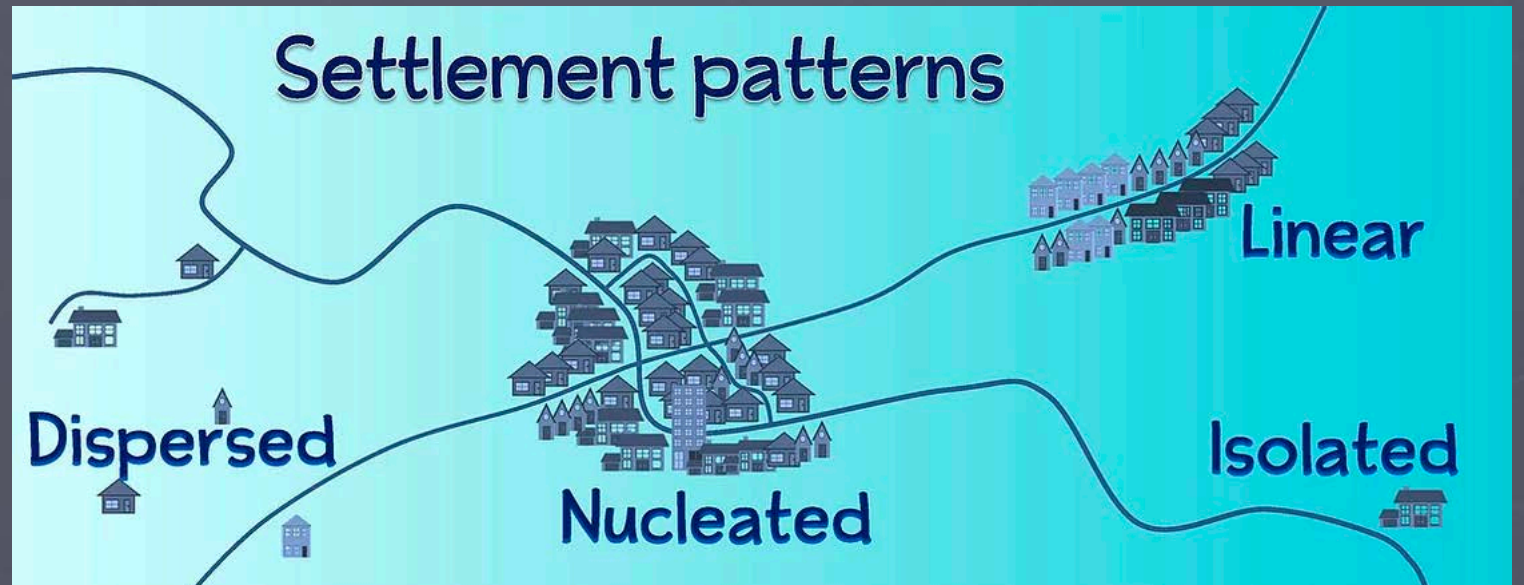 Settlement patterns
Linear
Dispersed
Isolated
Nucleated